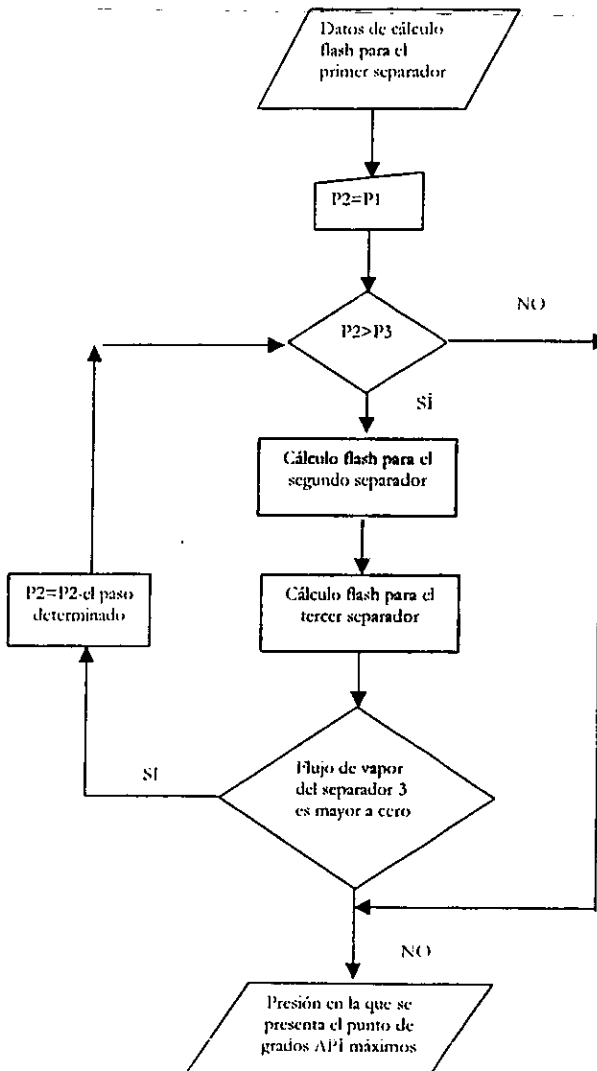 Datos de cálculo
flash para el
primer separador
P2=P1
P2>P3
NO
SÍ
Cálculo flash para el
segundo separador
P2=P2-el paso
determinado
Cálculo flash para el
tercer separador
SI
Flujo de vapor
del separador 3
es mayor a cero
NO
Presión en la que se
presenta el punto de
grados API máximos